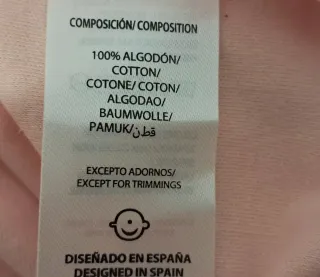 COMPOSICIÓN/ COMPOSITION
100% ALGODÓN/
COTTON/
COTONE/ COTON/
ALGODAO/
BAUMWOLLE/
PAMUK/قطن
EXCEPTO ADORNOS/
EXCEPT FOR TRIMMINGS
DISEÑADO EN ESPAÑA
DESIGNED IN SPAIN